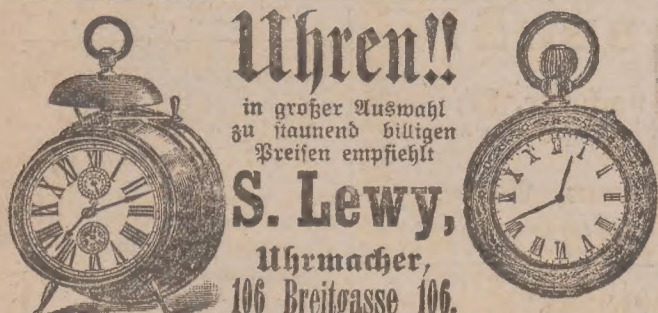 Uhren!!
in großer Auswahl
zu staunend billigen
Preisen empfiehlt
S. Lewy,
Uhrmacher,
106 Breitgasse 106.